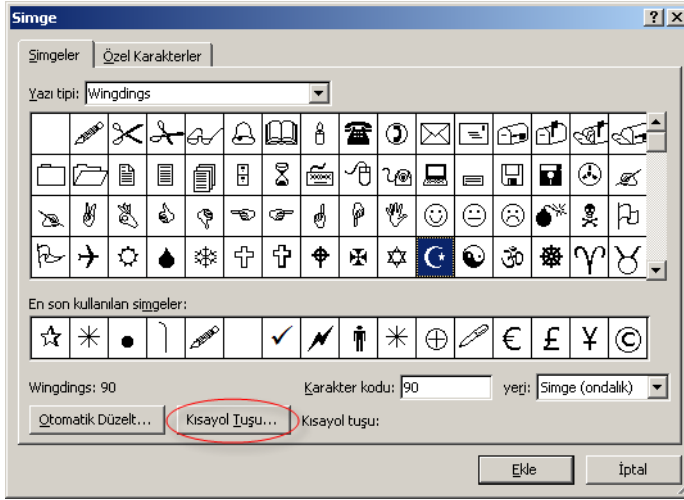 Simge
Şimgeler Özel Karakterler
Yazı tipi: Wingdings
En son kullanılan simgeler:
€ £ ¥ ©
Wingdings: 90 Karakter kodu: 90 yeri: Simge (ondalık)
Otomatik Düzelt... Kısayol Tuşu... Kısayol tuşu:
Ekle İptal